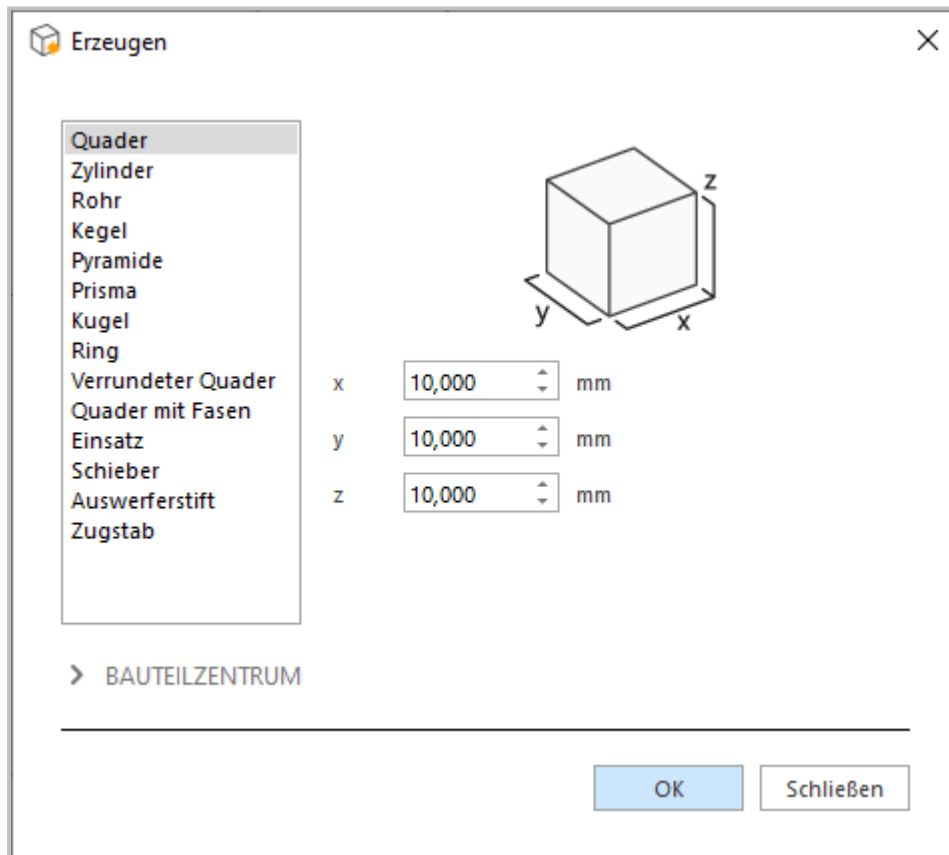 Erzeugen
Quader
Zylinder
Rohr
Kegel
Pyramide
Prisma
Kugel
Ring
Verrundeter Quader
Quader mit Fasen
Einsatz
Schieber
Auswerferstift
Zugstab
z
y
x
x 10,000 mm
y 10,000 mm
z 10,000 mm
BAUTEILZENTRUM
OK Schließen